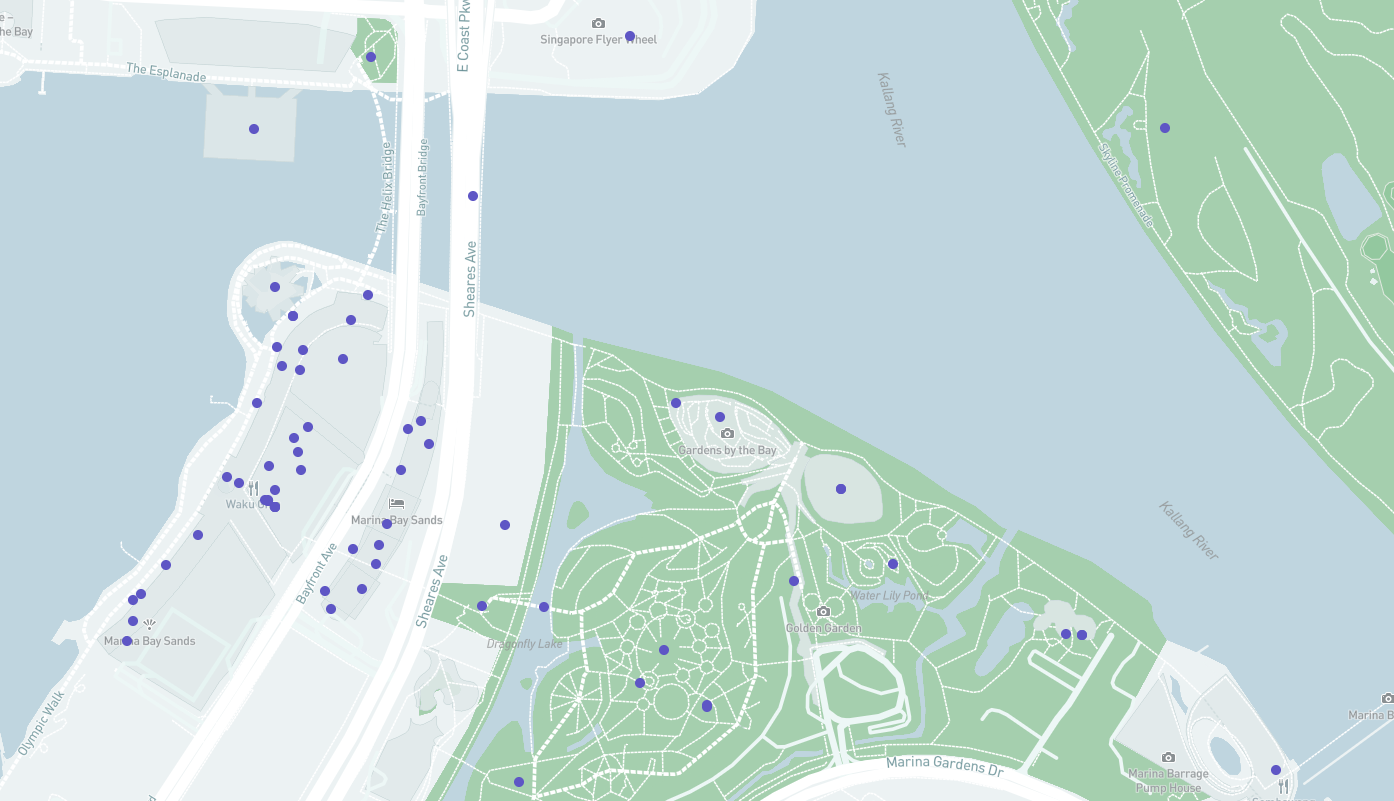 the Bay
The Esplanade
E Coast Pkw
Singapore Flyer Wheel
Kallang River
The Helix Bridge
Bayfront Bridge
Skyline Promenade
Sheares Ave
Gardens by the Bay
Waku G
Marina Bay Sands
Bayfront Ave
Sheares Ave
Kallang River
Water Lily Pond
Golden Garden
Dragonfly Lake
Marina Bay Sands
Olympic Walk
Marina B
Marina Gardens Dr
Marina Barrage
Pump House